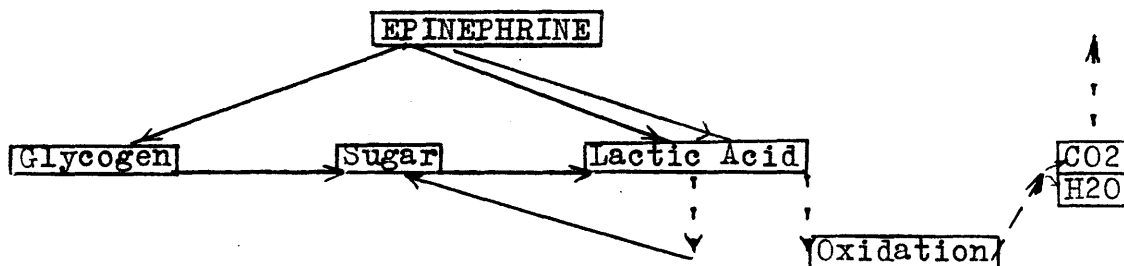 EPINEPHRINE
Glycogen Sugar Lactic Acid CO2
H2O
Oxidation